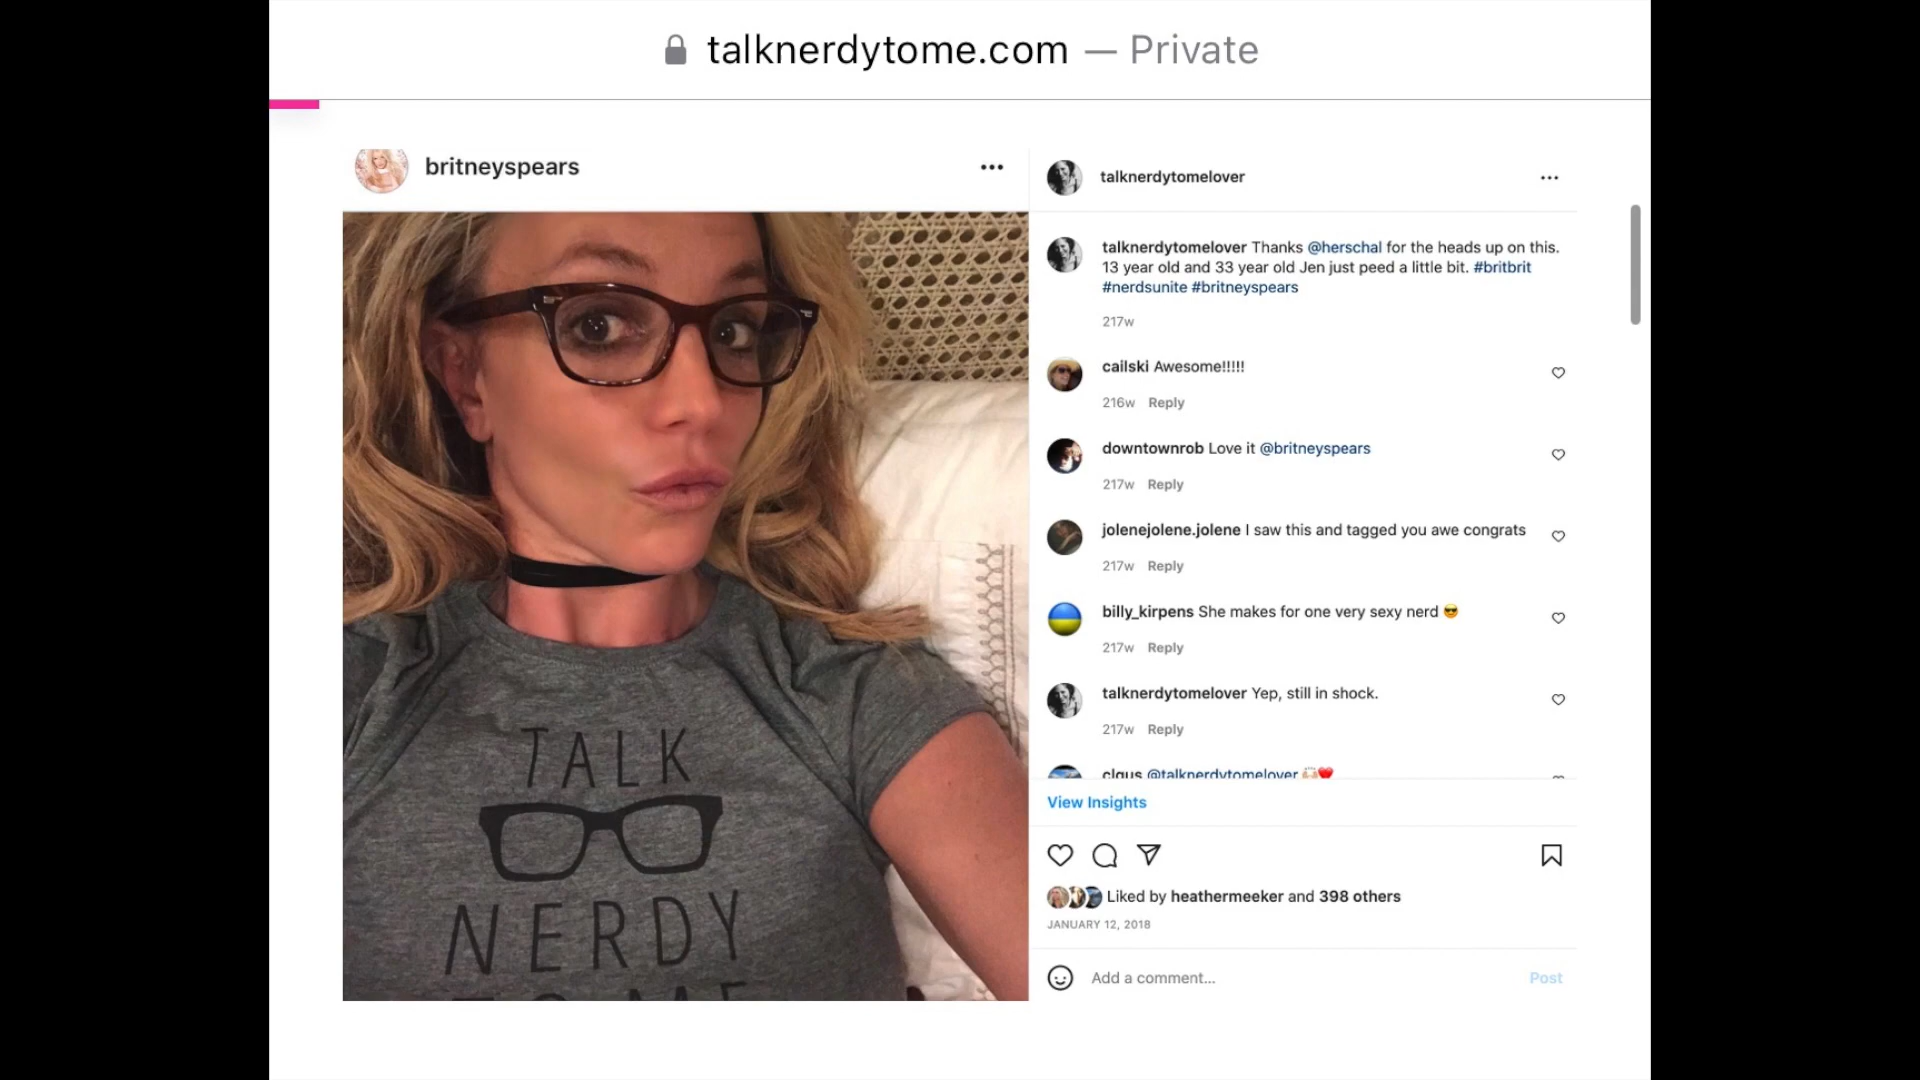 talknerdytome.com — Private
britneyspears
TALK
NERDY
TO ME
talknerdytomelover
talknerdytomelover Thanks @herschal for the heads up on this.
13 year old and 33 year old Jen just peed a little bit. #britbrit
#nerdsunite #britneyspears
217w
cailski Awesome!!!!!
216w Reply
downtownrob Love it @britneyspears
217w Reply
jolenejolene.jolene I saw this and tagged you awe congrats
217w Reply
billy_kirpens She makes for one very sexy nerd 😎
217w Reply
talknerdytomelover Yep, still in shock.
217w Reply
clgus @talknerdytomelover 🙌🏻❤️
View Insights
Liked by heathermeeker and 398 others
JANUARY 12, 2018
Add a comment...
Post